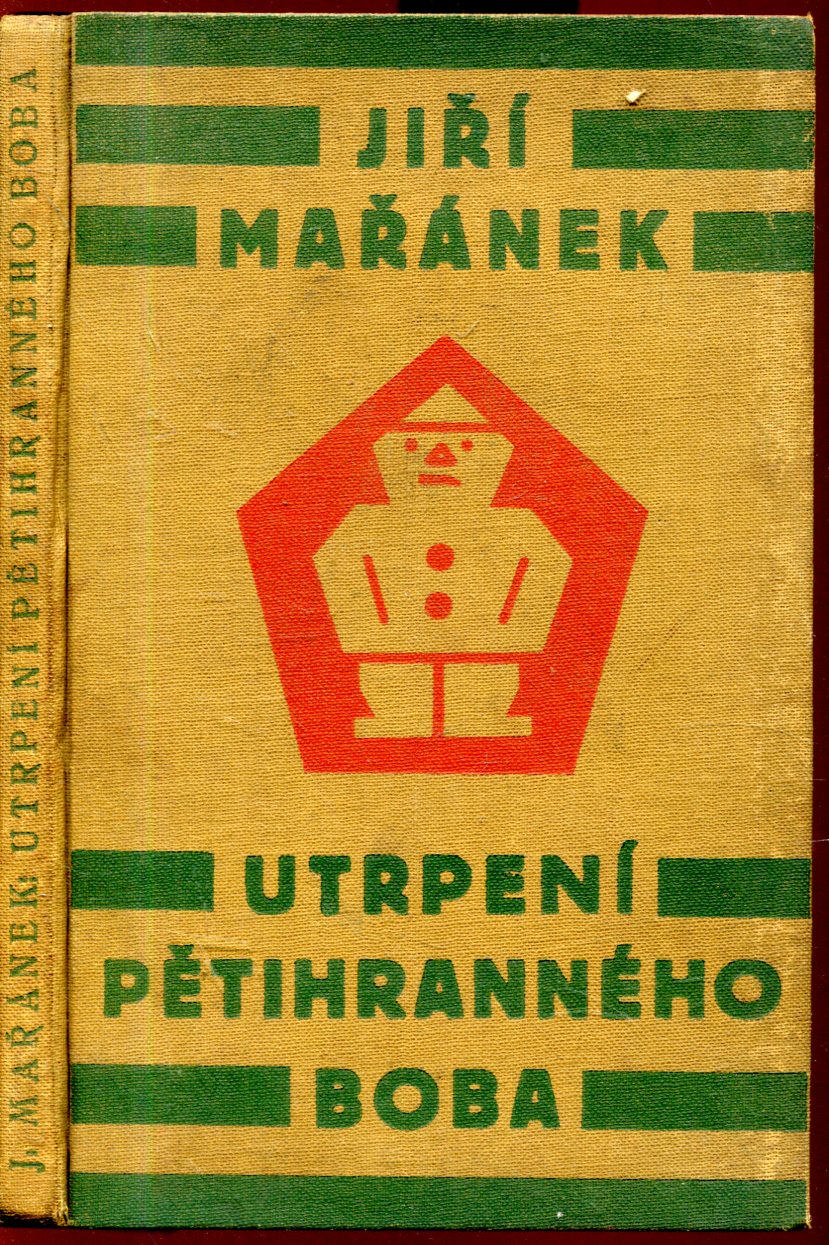 J. MAŘÁNEK: UTRPENÍ PĚTIHRANNÉHO BOBA
JIŘÍ
MAŘÁNEK
UTRPENÍ
PĚTIHRANNÉHO
BOBA